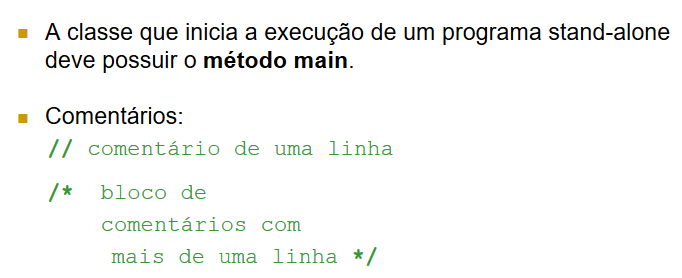 A classe que inicia a execução de um programa stand-alone
deve possuir o método main.
Comentários:
// comentário de uma linha
/* bloco de
comentários com
mais de uma linha */